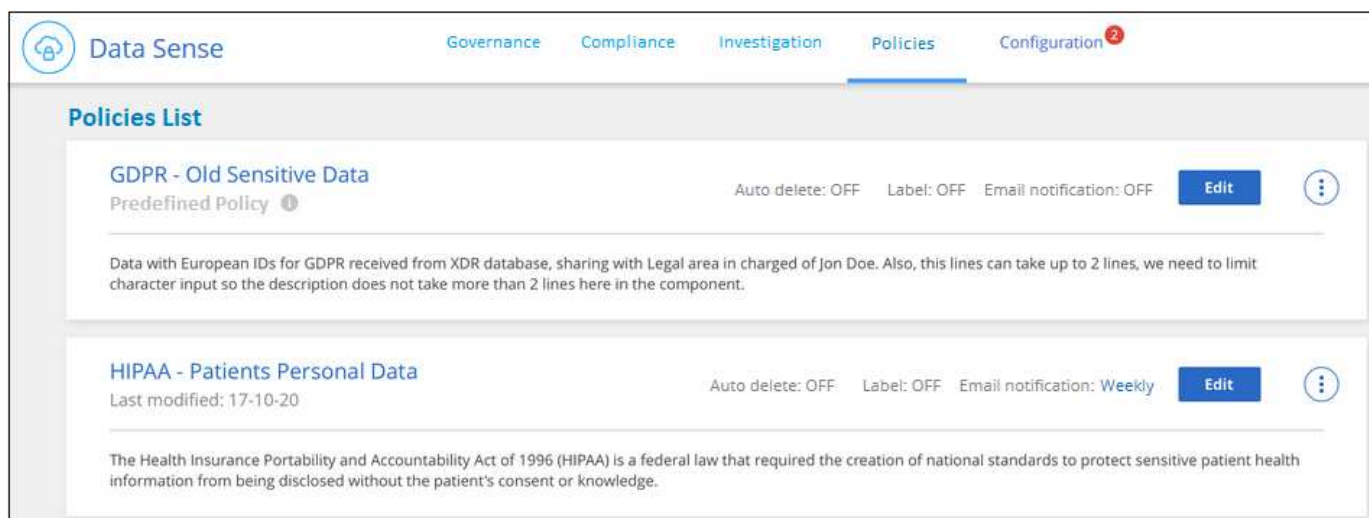 Data Sense
Governance Compliance Investigation Policies Configuration 2
Policies List
GDPR - Old Sensitive Data
Predefined Policy i
Auto delete: OFF Label: OFF Email notification: OFF Edit
Data with European IDs for GDPR received from XDR database, sharing with Legal area in charged of Jon Doe. Also, this lines can take up to 2 lines, we need to limit
character input so the description does not take more than 2 lines here in the component.
HIPAA - Patients Personal Data
Last modified: 17-10-20
Auto delete: OFF Label: OFF Email notification: Weekly Edit
The Health Insurance Portability and Accountability Act of 1996 (HIPAA) is a federal law that required the creation of national standards to protect sensitive patient health
information from being disclosed without the patient's consent or knowledge.